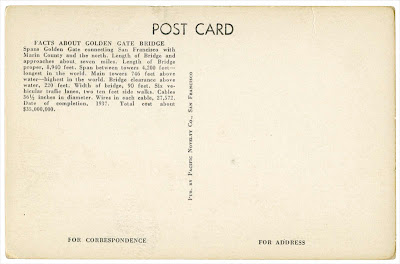 POST CARD
FACTS ABOUT GOLDEN GATE BRIDGE
Spans Golden Gate connecting San Francisco with
Marin County and the north. Length of Bridge and
approaches about seven miles. Length of Bridge
proper, 8,940 feet. Span between towers 4,200 feet—
longest in the world. Main towers 746 feet above
water—highest in the world. Bridge clearance above
water, 220 feet. Width of bridge, 90 feet. Six ve-
hicular traffic lanes, two ten foot side walks. Cables
36½ inches in diameter. Wires in each cable, 27,572.
Date of completion, 1937. Total cost about
$35,000,000.
PUB. BY PACIFIC NOVELTY CO., SAN FRANCISCO
FOR CORRESPONDENCE
FOR ADDRESS